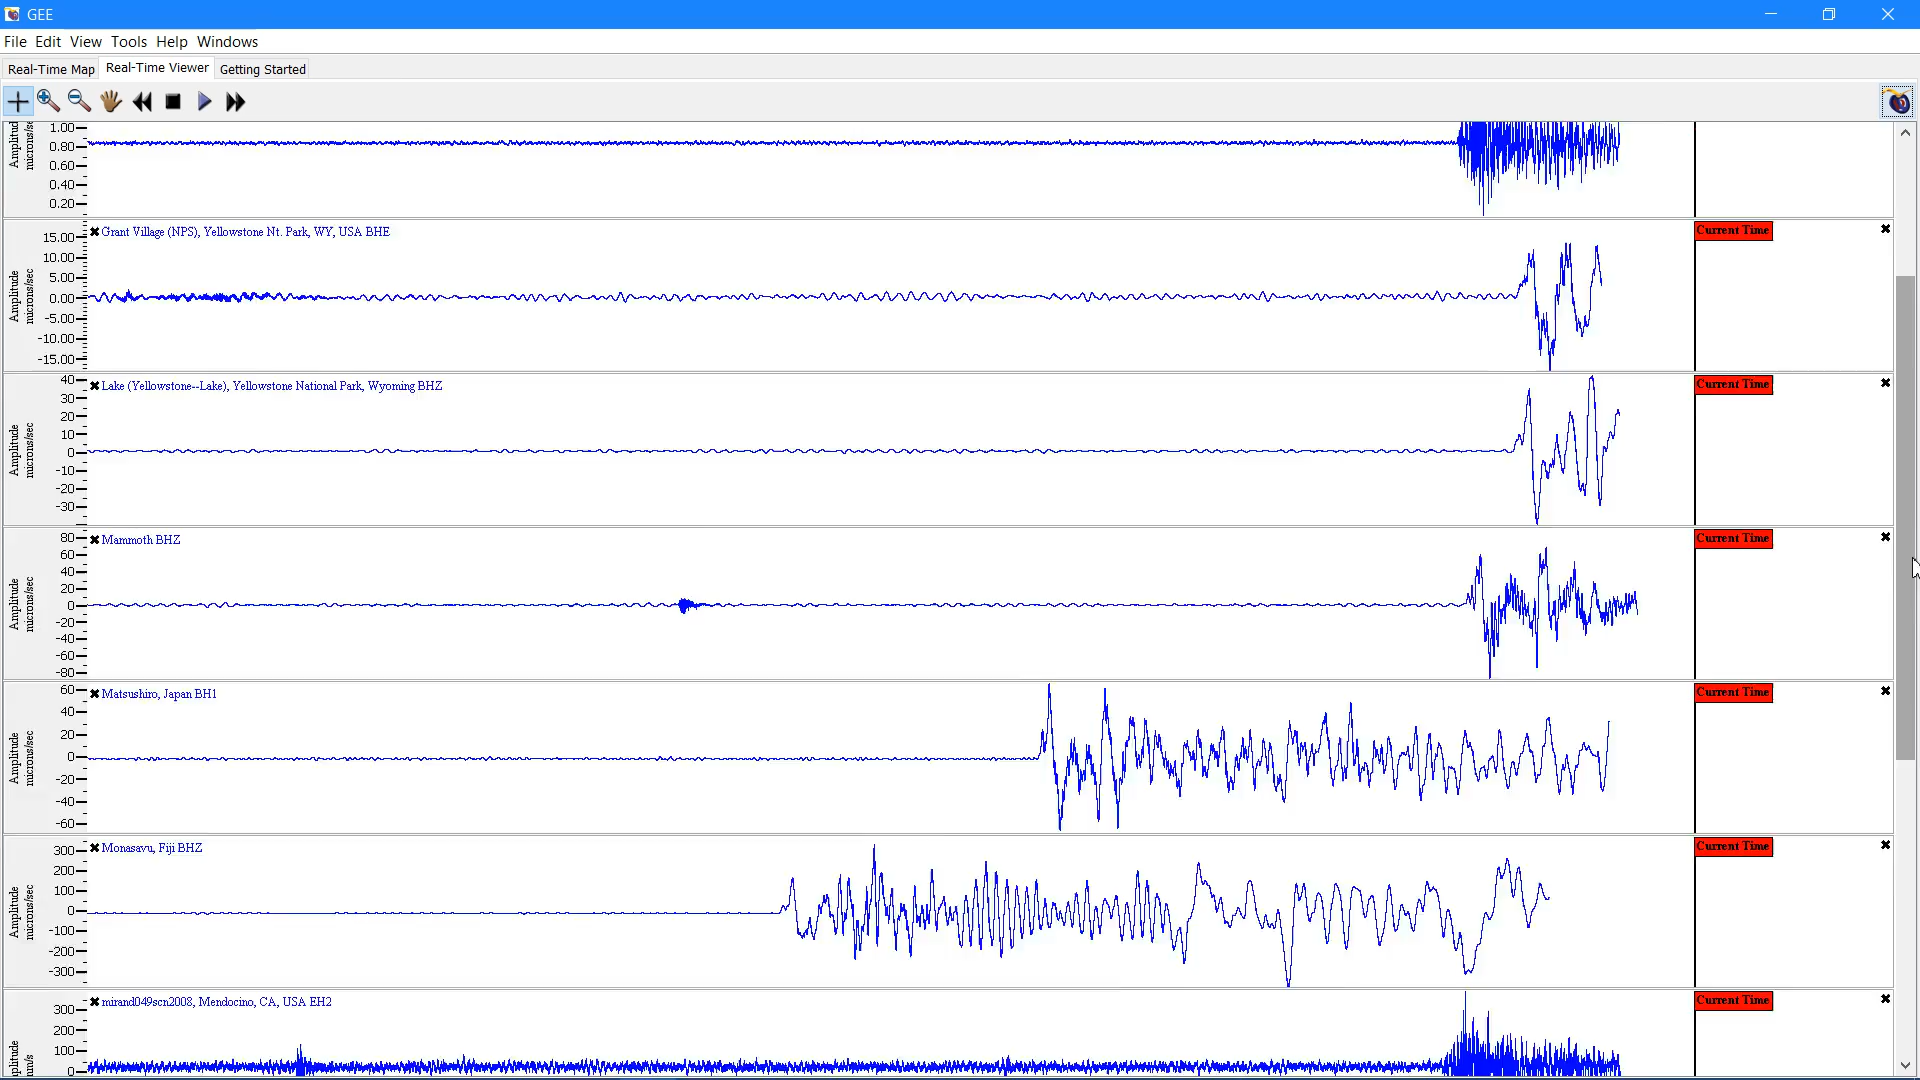 GEE
File Edit View Tools Help Windows
Real-Time Map Real-Time Viewer Getting Started
1.00
0.80
0.60
0.40
0.20
microns/se
Grant Village (NPS), Yellowstone Nt. Park, WY, USA BHE
Current Time
15.00
10.00
5.00
0.00
-5.00
-10.00
-15.00
Amplitude
microns/sec
Lake (Yellowstone--Lake), Yellowstone National Park, Wyoming BHZ
Current Time
40
30
20
10
0
-10
-20
-30
Amplitude
microns/sec
Mammoth BHZ
Current Time
80
60
40
20
0
-20
-40
-60
-80
Amplitude
microns/sec
Matsushiro, Japan BH1
Current Time
60
40
20
0
-20
-40
-60
Amplitude
microns/sec
Monasavu, Fiji BHZ
Current Time
300
200
100
0
-100
-200
-300
Amplitude
microns/sec
mirand049scn2008, Mendocino, CA, USA EH2
Current Time
300
200
100
0
plitude